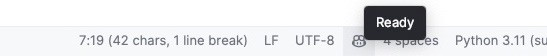 Ready
7:19 (42 chars, 1 line break) LF UTF-8 4 spaces Python 3.11 (su